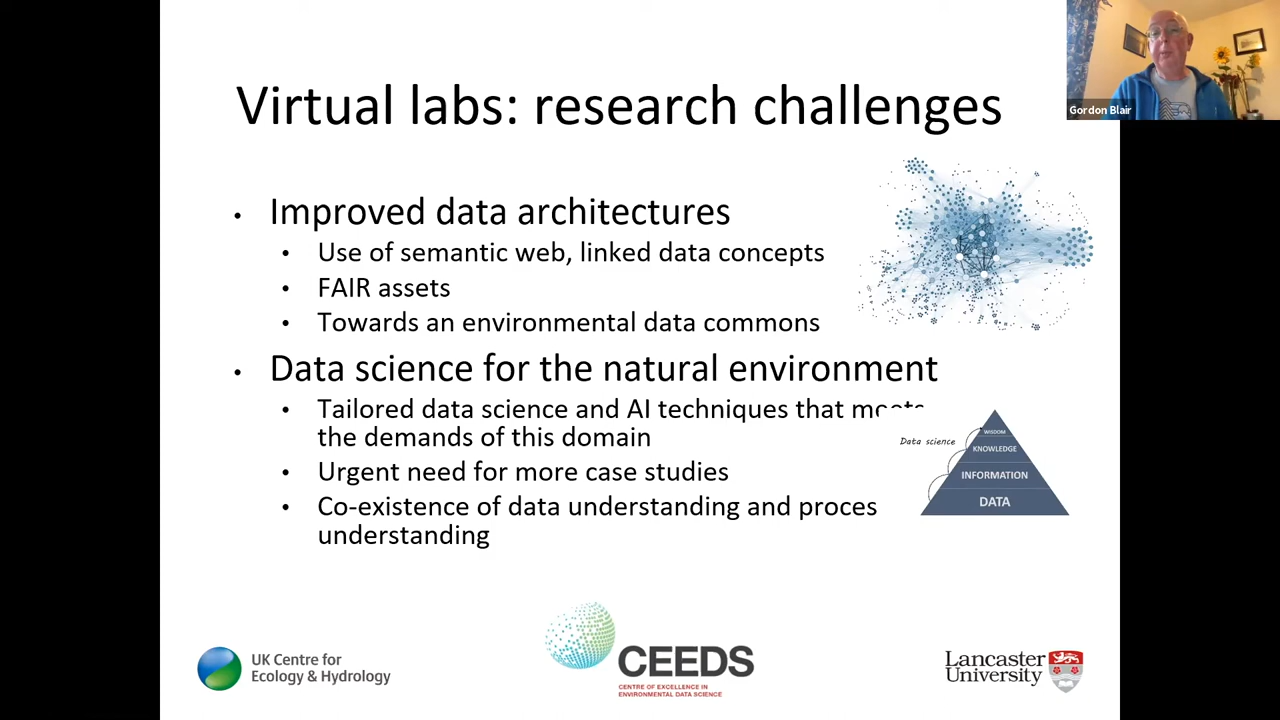 Virtual labs: research challenges
Gordon Blair
• Improved data architectures
• Use of semantic web, linked data concepts
• FAIR assets
• Towards an environmental data commons
• Data science for the natural environment
• Tailored data science and AI techniques that meets
the demands of this domain
• Urgent need for more case studies
• Co-existence of data understanding and proces
understanding
Data science
WISDOM
KNOWLEDGE
INFORMATION
DATA
UK Centre for
Ecology & Hydrology
CEEDS
CENTRE OF EXCELLENCE IN
ENVIRONMENTAL DATA SCIENCE
Lancaster
University